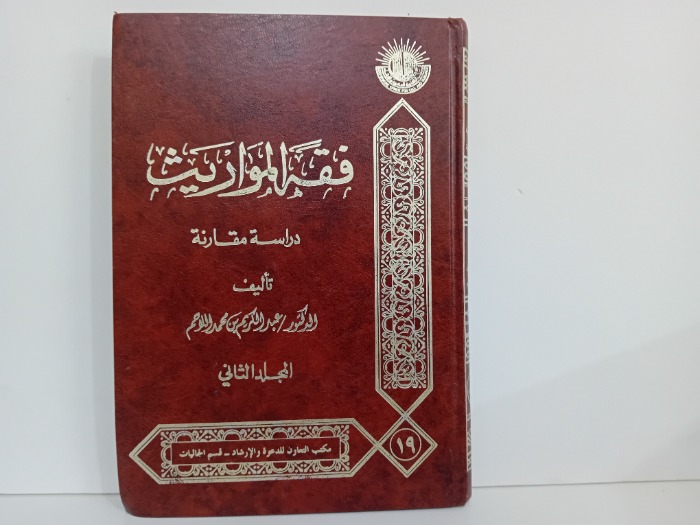 فقه المواريث
دراسة مقارنة
تأليف
الدكتور/عبد الكريم بن محمد اللاحم
المجلد الثاني
١٩
مكتب التعاون للدعوة والإرشاد - قسم الجاليات